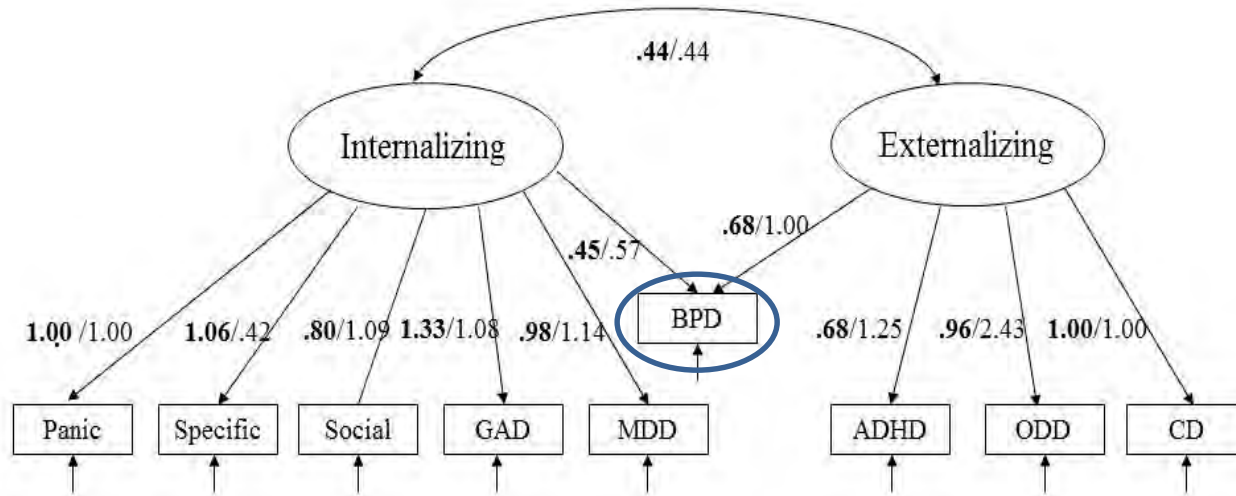 .44/.44
Internalizing
Externalizing
.45/.57
.68/1.00
BPD
1.00 /1.00
1.06/.42
.80/1.09
1.33/1.08
.98/1.14
.68/1.25
.96/2.43
1.00/1.00
Panic
Specific
Social
GAD
MDD
ADHD
ODD
CD